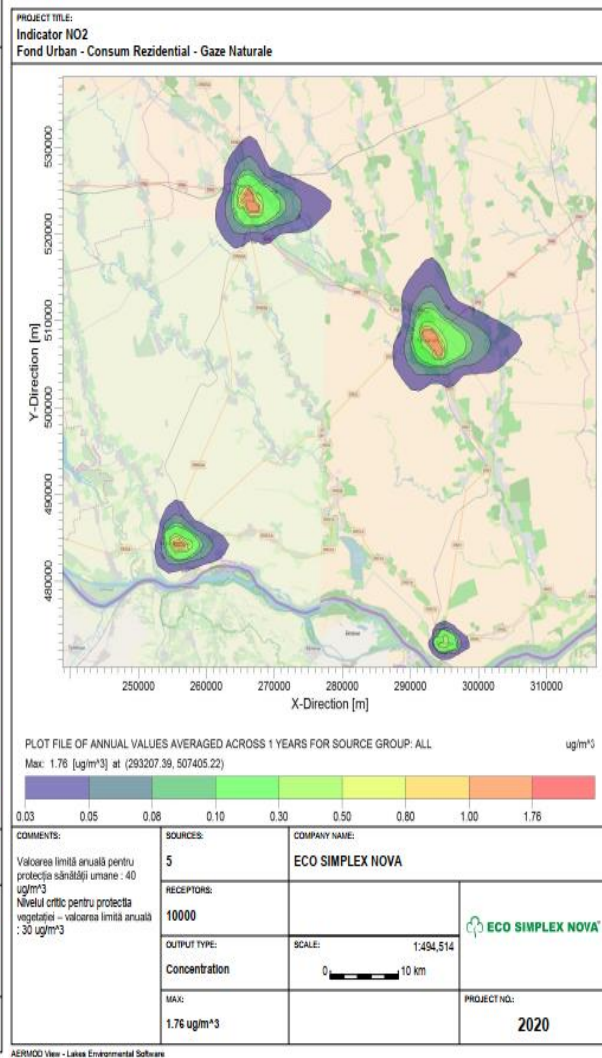 PROJECT TITLE:
Indicator NO2
Fond Urban - Consum Rezidential - Gaze Naturale
Y-Direction [m]
530000
520000
510000
500000
490000
480000
250000 260000 270000 280000 290000 300000 310000
X-Direction [m]
PLOT FILE OF ANNUAL VALUES AVERAGED ACROSS 1 YEARS FOR SOURCE GROUP: ALL
ug/m^3
Max: 1.76 [ug/m^3] at (293207.39, 507405.22)
0.03 0.05 0.08 0.10 0.30 0.50 0.80 1.00 1.76
COMMENTS:
Valoarea limită anuală pentru
protecția sănătății umane : 40
ug/m^3
Nivelul critic pentru protectia
vegetației – valoarea limită anuală
: 30 ug/m^3
SOURCES:
5
COMPANY NAME:
ECO SIMPLEX NOVA
RECEPTORS:
10000
ECO SIMPLEX NOVA
OUTPUT TYPE:
Concentration
SCALE:
1:494,514
0 10 km
MAX:
1.76 ug/m^3
PROJECT NO.:
2020
AERMOD View - Lakes Environmental Software